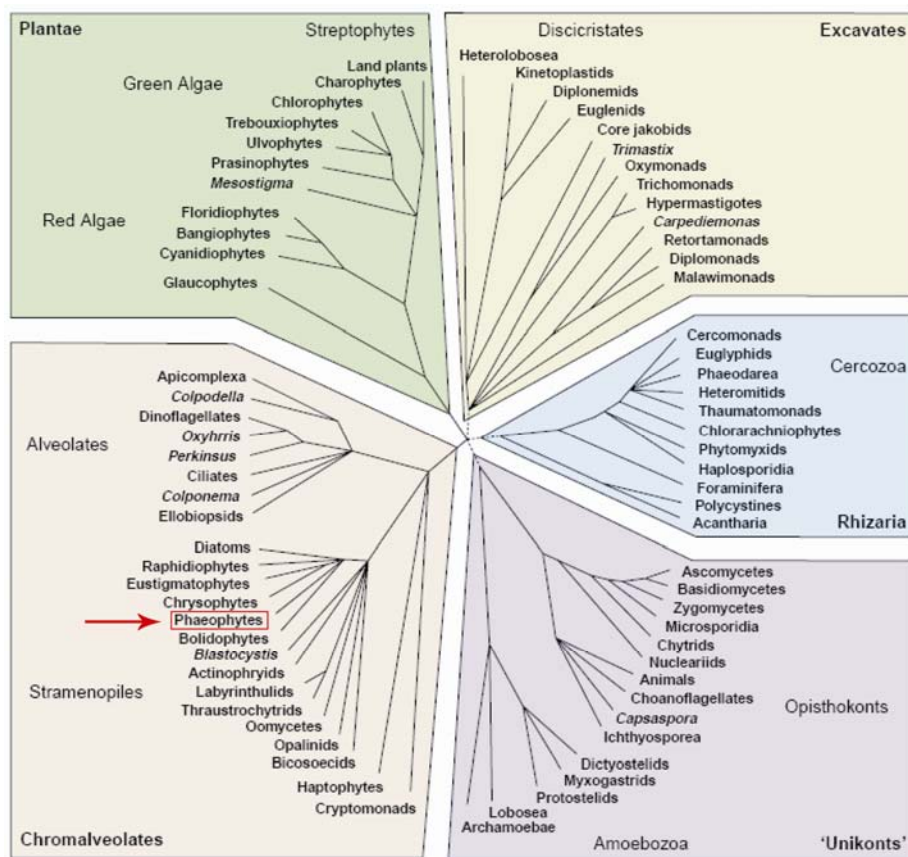 Plantae
Streptophytes
Land plants
Green Algae
Charophytes
Chlorophytes
Trebouxiophytes
Ulvophytes
Prasinophytes
Mesostigma
Red Algae
Floridiophytes
Bangiophytes
Cyanidiophytes
Glaucophytes
Discicristates
Excavates
Heterolobosea
Kinetoplastids
Diplonemids
Euglenids
Core jakobids
Trimastix
Oxymonads
Trichomonads
Hypermastigotes
Carpediemonas
Retortamonads
Diplomonads
Malawimonads
Cercomonads
Euglyphids
Cercozoa
Phaeodarea
Heteromitids
Thaumatomonads
Chlorarachniophytes
Phytomyxids
Haplosporidia
Foraminifera
Polycystines
Acantharia
Rhizaria
Apicomplexa
Colpodella
Alveolates
Dinoflagellates
Oxyhrris
Perkinsus
Ciliates
Colponema
Ellobiopsids
Diatoms
Raphidiophytes
Eustigmatophytes
Chrysophytes
Phaeophytes
Bolidophytes
Blastocystis
Actinophryids
Stramenopiles
Labyrinthulids
Thraustrochytrids
Oomycetes
Opalinids
Bicosoecids
Haptophytes
Cryptomonads
Chromalveolates
Ascomycetes
Basidiomycetes
Zygomycetes
Microsporidia
Chytrids
Nucleariids
Animals
Choanoflagellates
Opisthokonts
Capsaspora
Ichthyosporea
Dictyostelids
Myxogastrids
Protostelids
Lobosea
Archamoebae
Amoebozoa
'Unikonts'